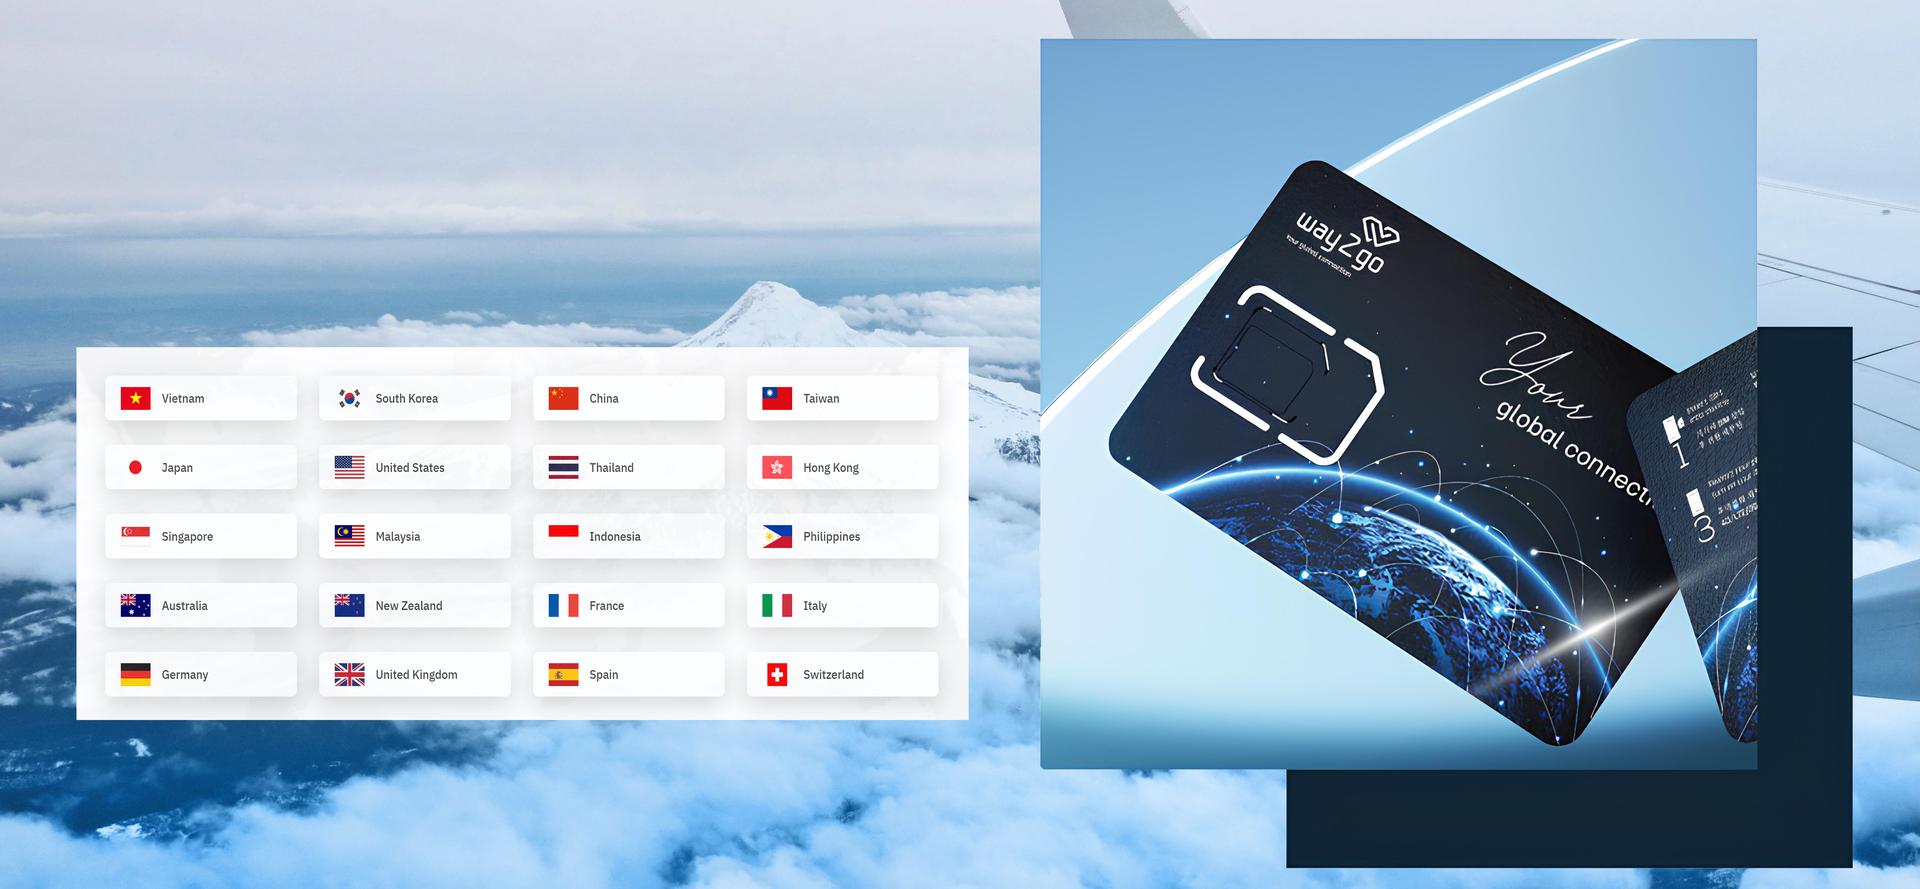 Vietnam
South Korea
China
Taiwan
Japan
United States
Thailand
Hong Kong
Singapore
Malaysia
Indonesia
Philippines
Australia
New Zealand
France
Italy
Germany
United Kingdom
Spain
Switzerland
way2go
your global connection
Your
global connecti
1
3